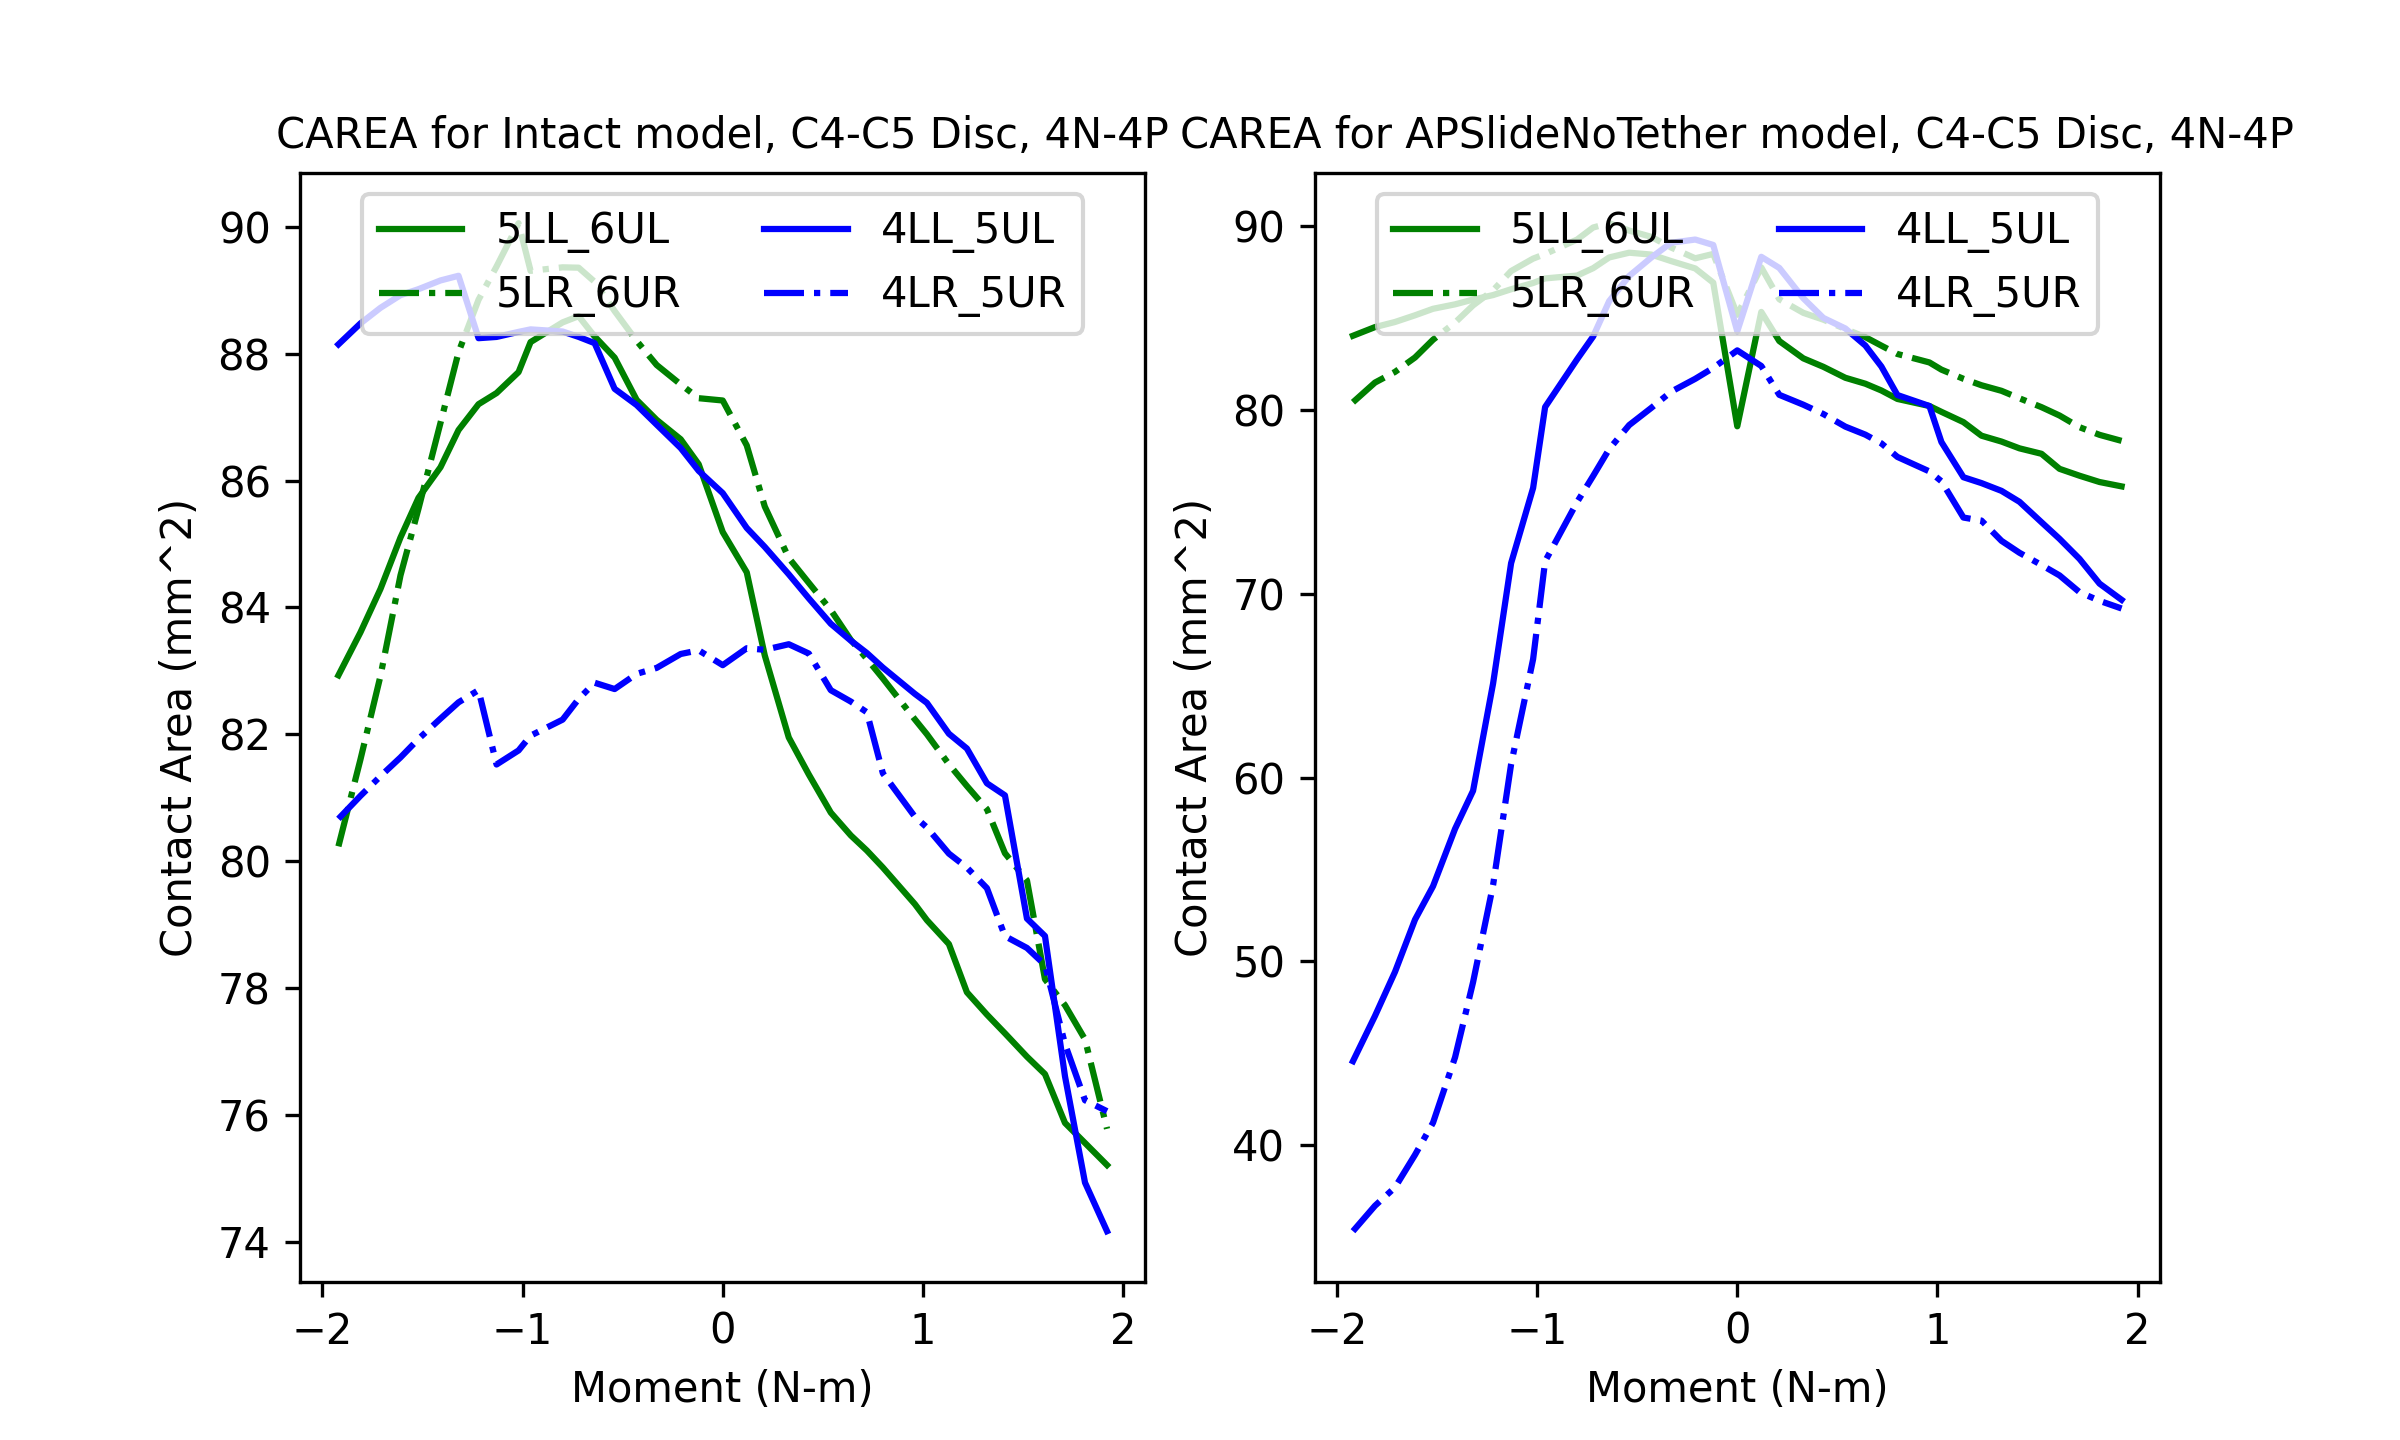 CAREA for Intact model, C4-C5 Disc, 4N-4P
5LL_6UL
4LL_5UL
5LR_6UR
4LR_5UR
90
88
86
84
82
80
78
76
74
Contact Area (mm^2)
−2
−1
0
1
2
Moment (N-m)
CAREA for APSlideNoTether model, C4-C5 Disc, 4N-4P
5LL_6UL
4LL_5UL
5LR_6UR
4LR_5UR
90
80
70
60
50
40
Contact Area (mm^2)
−2
−1
0
1
2
Moment (N-m)